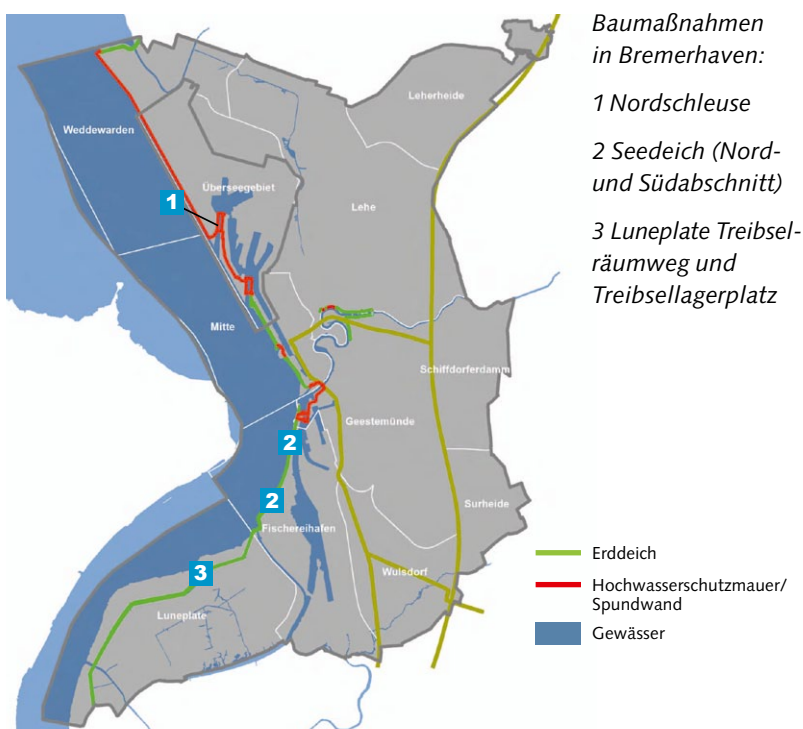 Baumaßnahmen
in Bremerhaven:
1 Nordschleuse
2 Seedeich (Nord-
und Südabschnitt)
3 Luneplate Treibsel-
räumweg und
Treibsellagerplatz
Leherheide
Weddewarden
Überseegebiet
1
Lehe
Mitte
Schiffdorferdamm
Geestemünde
2
2
Surheide
Fischereihafen
3
Wulsdorf
Luneplate
Erddeich
Hochwasserschutzmauer/
Spundwand
Gewässer